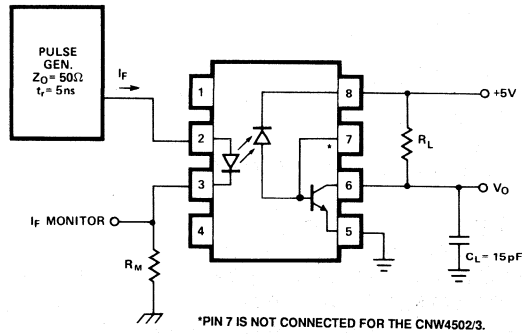 PULSE
GEN.
Z₀ = 50Ω
tᵣ = 5ns
I_F
1
2
3
4
8
7
*
6
5
+5V
R_L
V_O
C_L = 15pF
I_F MONITOR
R_M
*PIN 7 IS NOT CONNECTED FOR THE CNW4502/3.